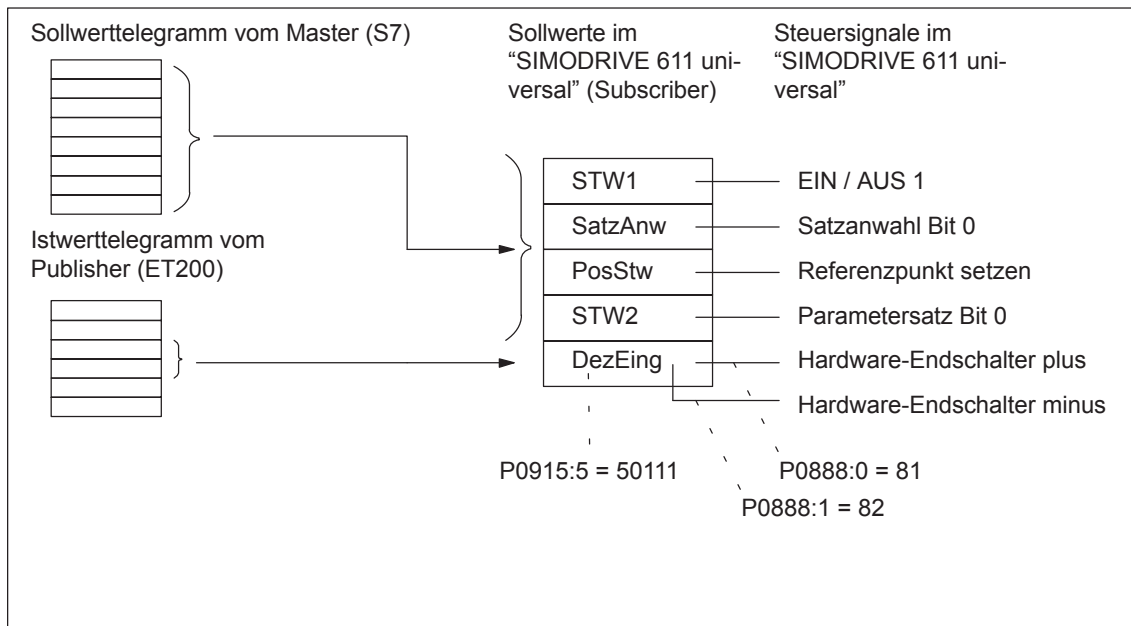 Sollwerttelegramm vom Master (S7)
Sollwerte im
“SIMODRIVE 611 uni-
versal” (Subscriber)
Steuersignale im
“SIMODRIVE 611 uni-
versal”
STW1
EIN / AUS 1
SatzAnw
Satzanwahl Bit 0
Istwerttelegramm vom
Publisher (ET200)
PosStw
Referenzpunkt setzen
STW2
Parametersatz Bit 0
DezEing
Hardware-Endschalter plus
Hardware-Endschalter minus
P0915:5 = 50111
P0888:0 = 81
P0888:1 = 82